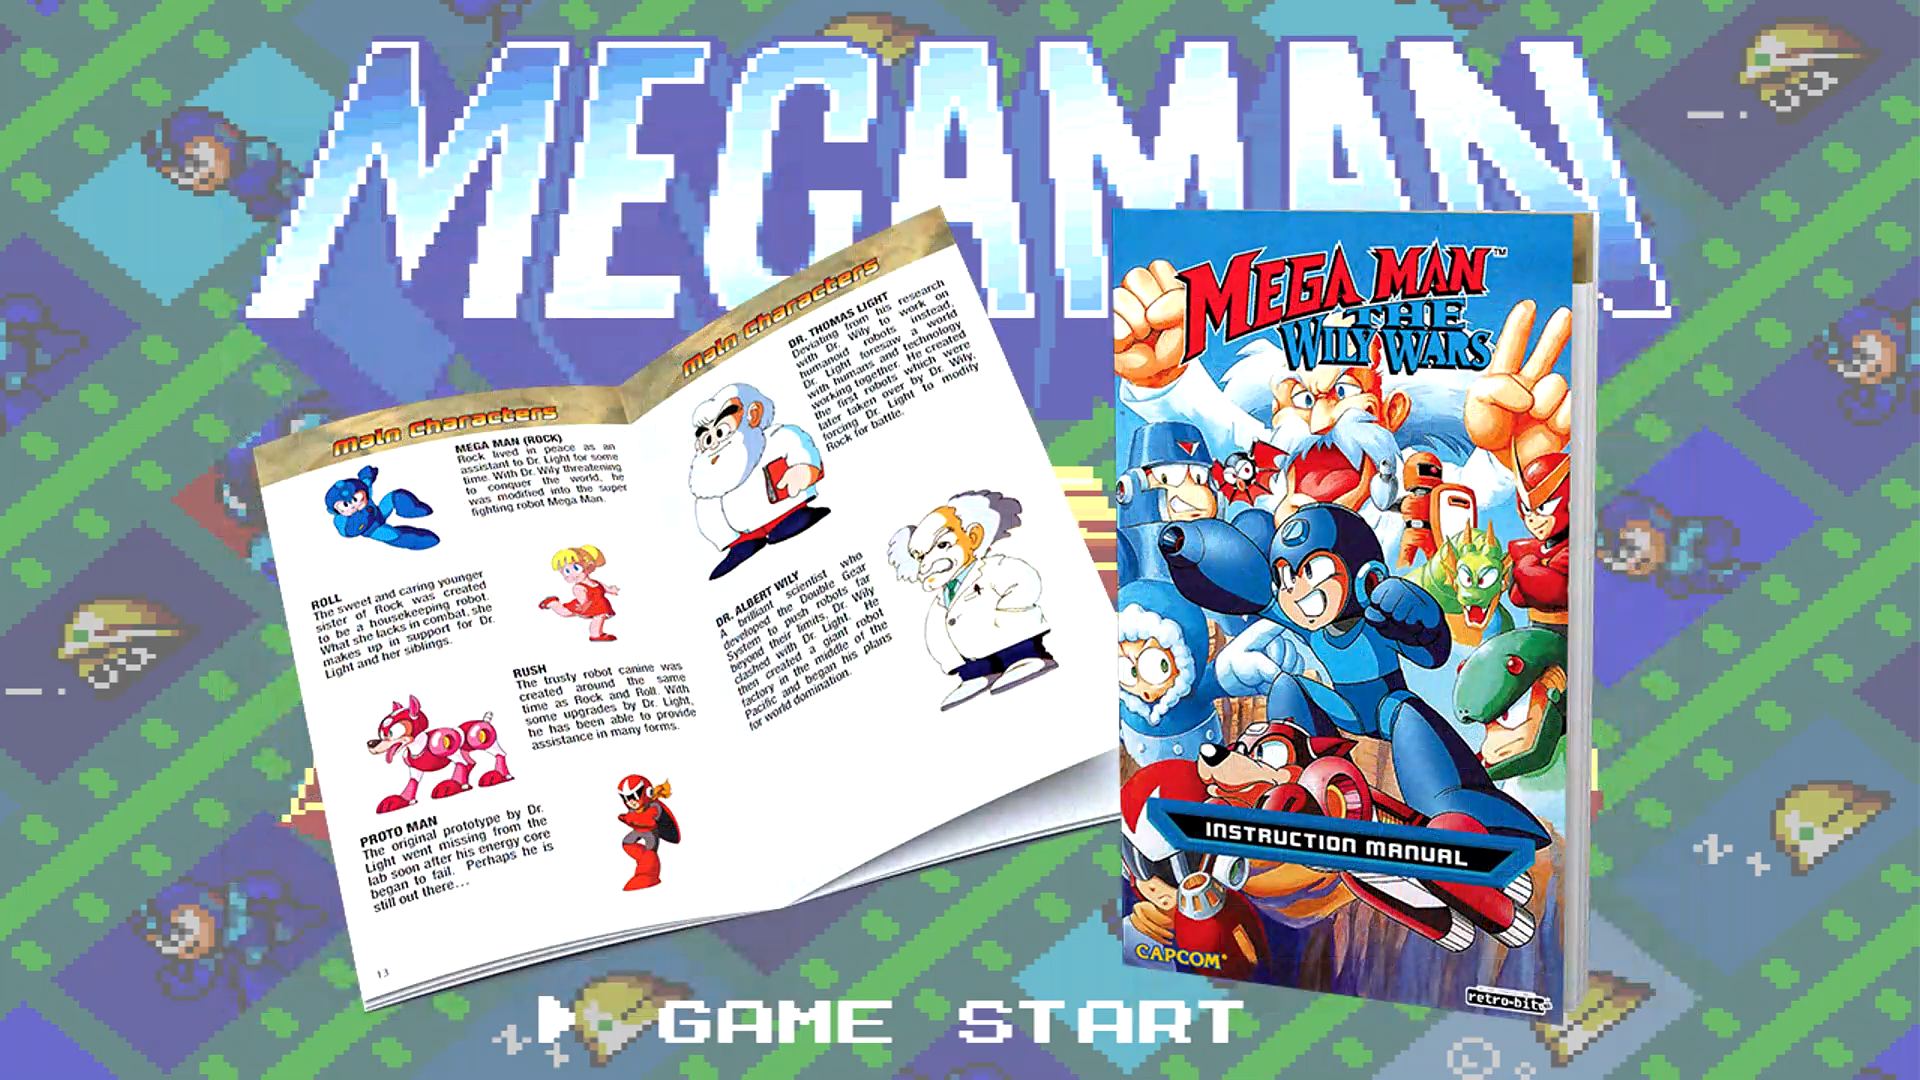 MEGAMAN
Main Characters
MEGA MAN (ROCK)
Rock lived in peace as an
assistant to Dr. Light for some
time. With Dr. Wily threatening
to conquer the world, he
was modified into the super
fighting robot Mega Man.
ROLL
The sweet and caring younger
sister of Rock was created
to be a housekeeping robot.
What she lacks in combat, she
makes up in support for Dr.
Light and her siblings.
RUSH
The trusty robot canine was
created around the same
time as Rock and Roll. With
some upgrades by Dr. Light,
he has been able to provide
assistance in many forms.
PROTO MAN
The original prototype by Dr.
Light went missing from the
lab soon after his energy core
began to fail. Perhaps he is
still out there...
13
Main Characters
DR. THOMAS LIGHT
Deviating from his research
with Dr. Wily to work on
humanoid robots instead,
Dr. Light foresaw a world
with humans and technology
working together. He created
the first robots which were
later taken over by Dr. Wily,
forcing Dr. Light to modify
Rock for battle.
DR. ALBERT WILY
A brilliant scientist who
developed the Double Gear
System to push robots far
beyond their limits, Dr. Wily
clashed with Dr. Light. He
then created a giant robot
factory in the middle of the
Pacific and began his plans
for world domination.
MEGA MAN™
THE
WILY WARS
INSTRUCTION MANUAL
CAPCOM®
retro-bit®
GAME START